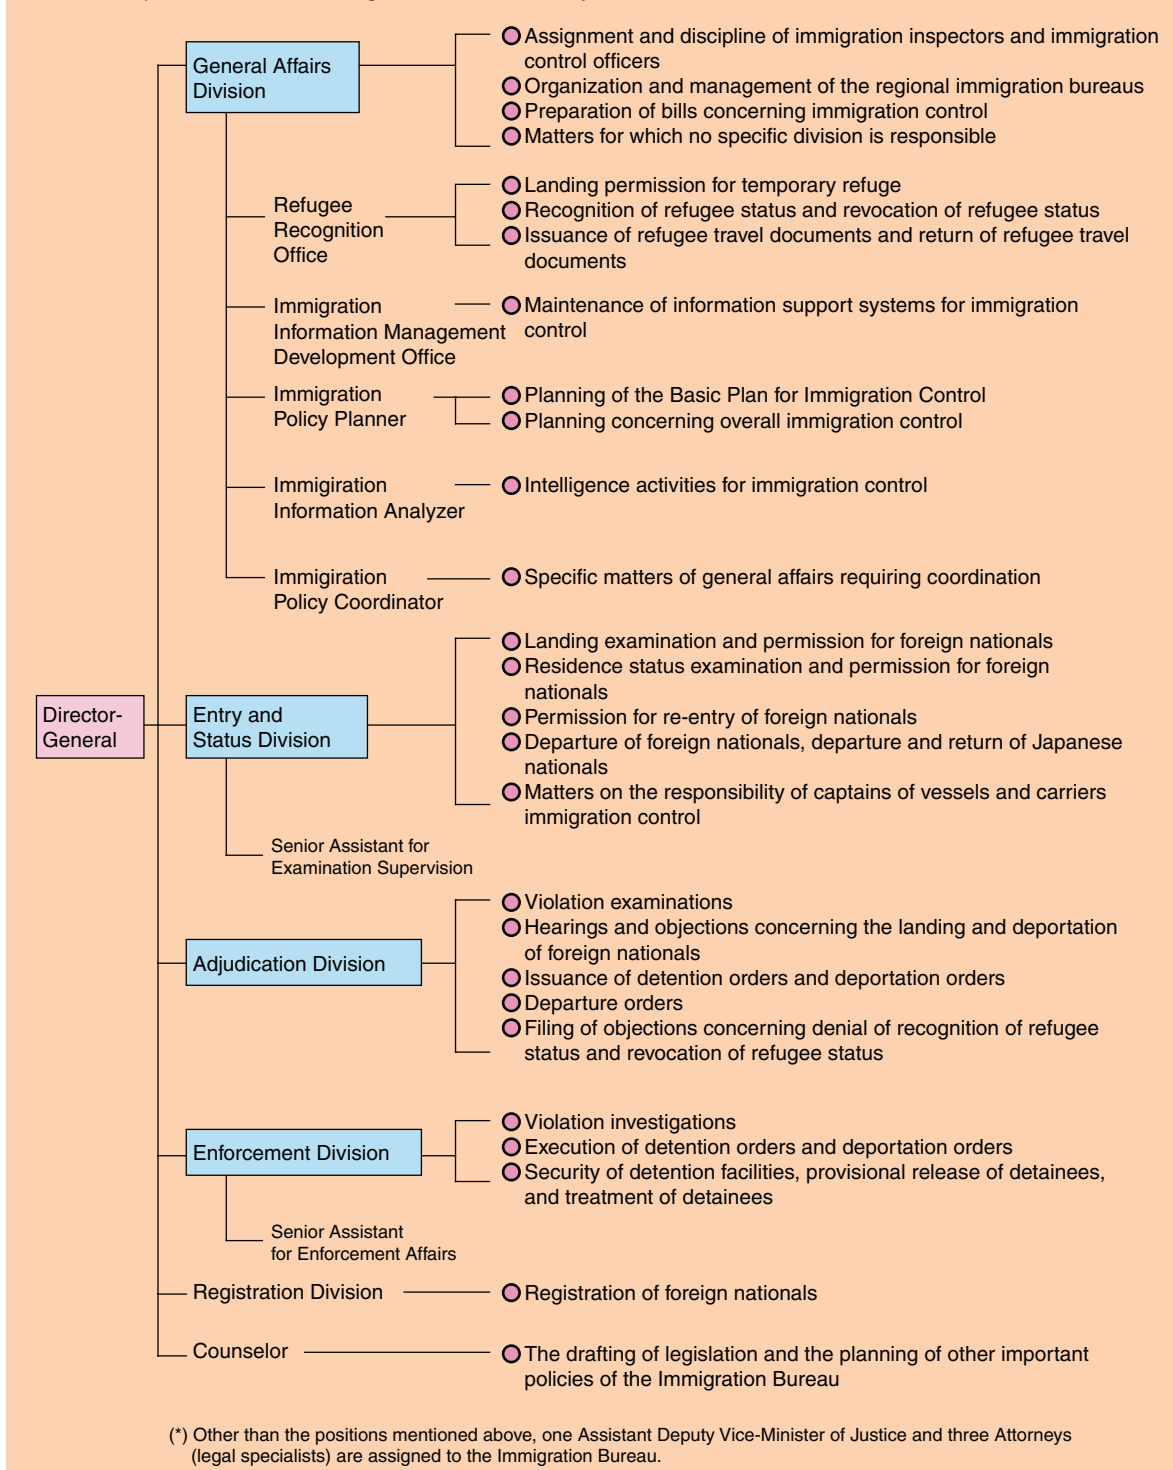 General Affairs
Division
Assignment and discipline of immigration inspectors and immigration
control officers
Organization and management of the regional immigration bureaus
Preparation of bills concerning immigration control
Matters for which no specific division is responsible
Refugee
Recognition
Office
Landing permission for temporary refuge
Recognition of refugee status and revocation of refugee status
Issuance of refugee travel documents and return of refugee travel
documents
Immigration
Information Management
Development Office
Maintenance of information support systems for immigration
control
Immigration
Policy Planner
Planning of the Basic Plan for Immigration Control
Planning concerning overall immigration control
Immigiration
Information Analyzer
Intelligence activities for immigration control
Immigiration
Policy Coordinator
Specific matters of general affairs requiring coordination
Director-
General
Entry and
Status Division
Landing examination and permission for foreign nationals
Residence status examination and permission for foreign
nationals
Permission for re-entry of foreign nationals
Departure of foreign nationals, departure and return of Japanese
nationals
Matters on the responsibility of captains of vessels and carriers
immigration control
Senior Assistant for
Examination Supervision
Adjudication Division
Violation examinations
Hearings and objections concerning the landing and deportation
of foreign nationals
Issuance of detention orders and deportation orders
Departure orders
Filing of objections concerning denial of recognition of refugee
status and revocation of refugee status
Enforcement Division
Violation investigations
Execution of detention orders and deportation orders
Security of detention facilities, provisional release of detainees,
and treatment of detainees
Senior Assistant
for Enforcement Affairs
Registration Division
Registration of foreign nationals
Counselor
The drafting of legislation and the planning of other important
policies of the Immigration Bureau
(*) Other than the positions mentioned above, one Assistant Deputy Vice-Minister of Justice and three Attorneys
(legal specialists) are assigned to the Immigration Bureau.